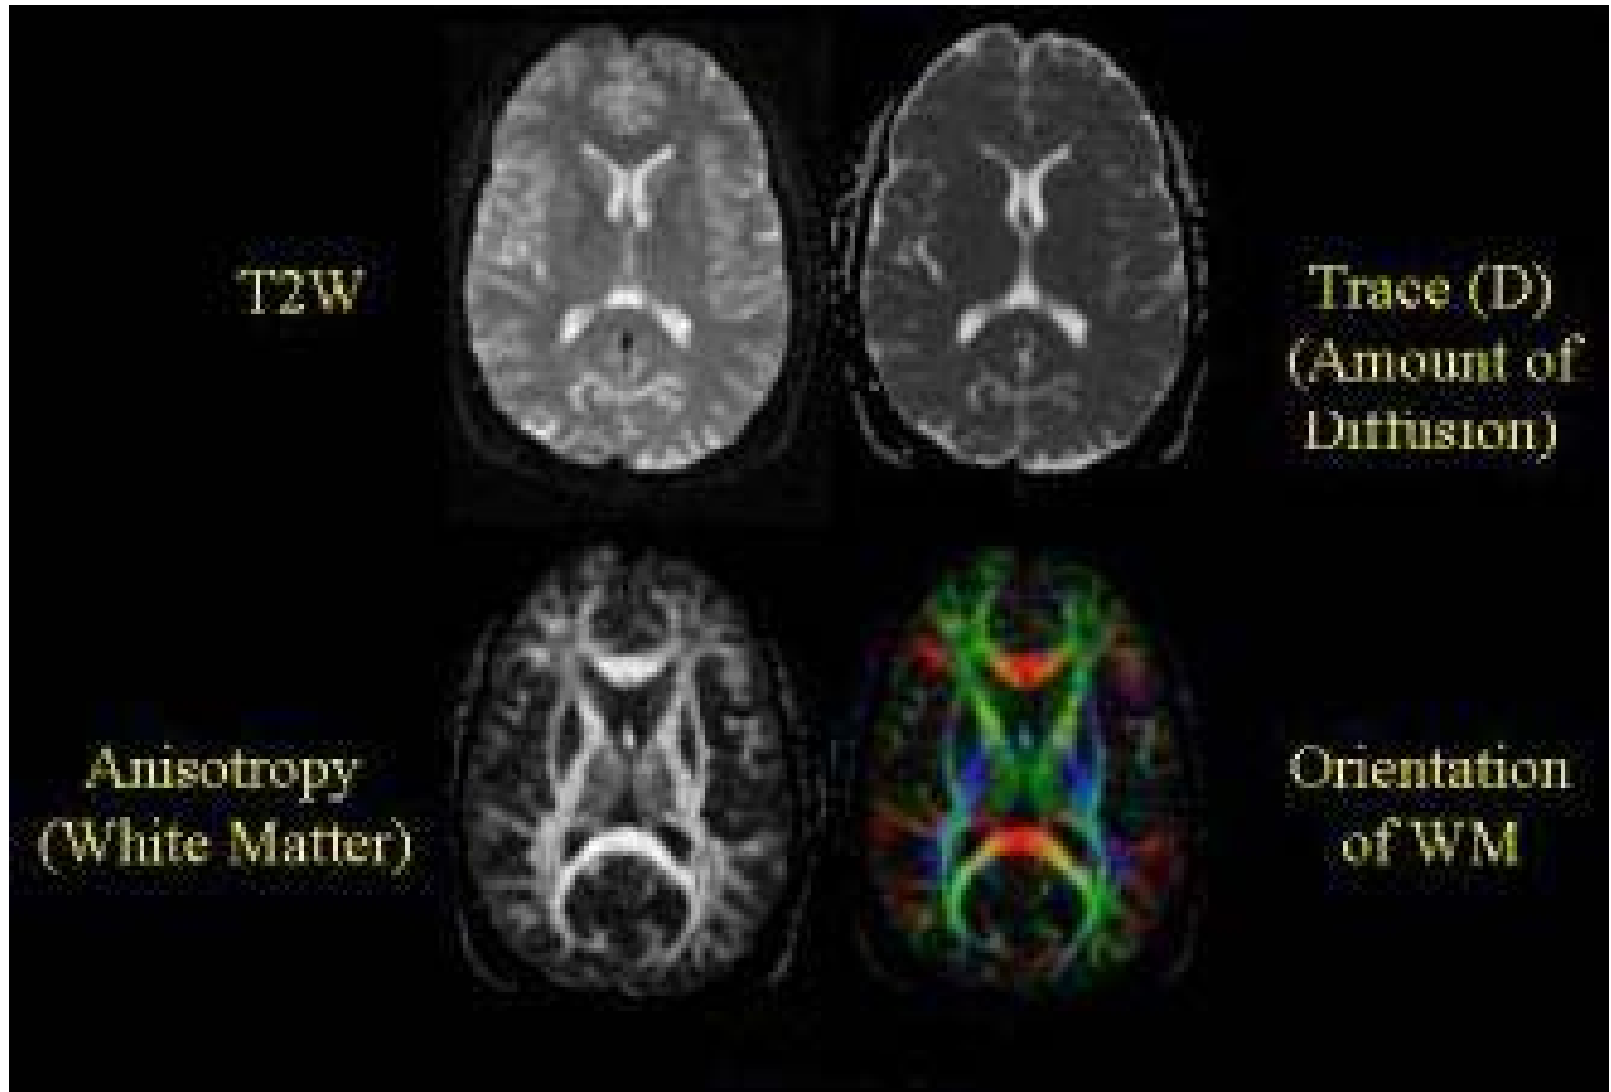 T2W
Trace (D)
(Amount of
Diffusion)
Anisotropy
(White Matter)
Orientation
of WM